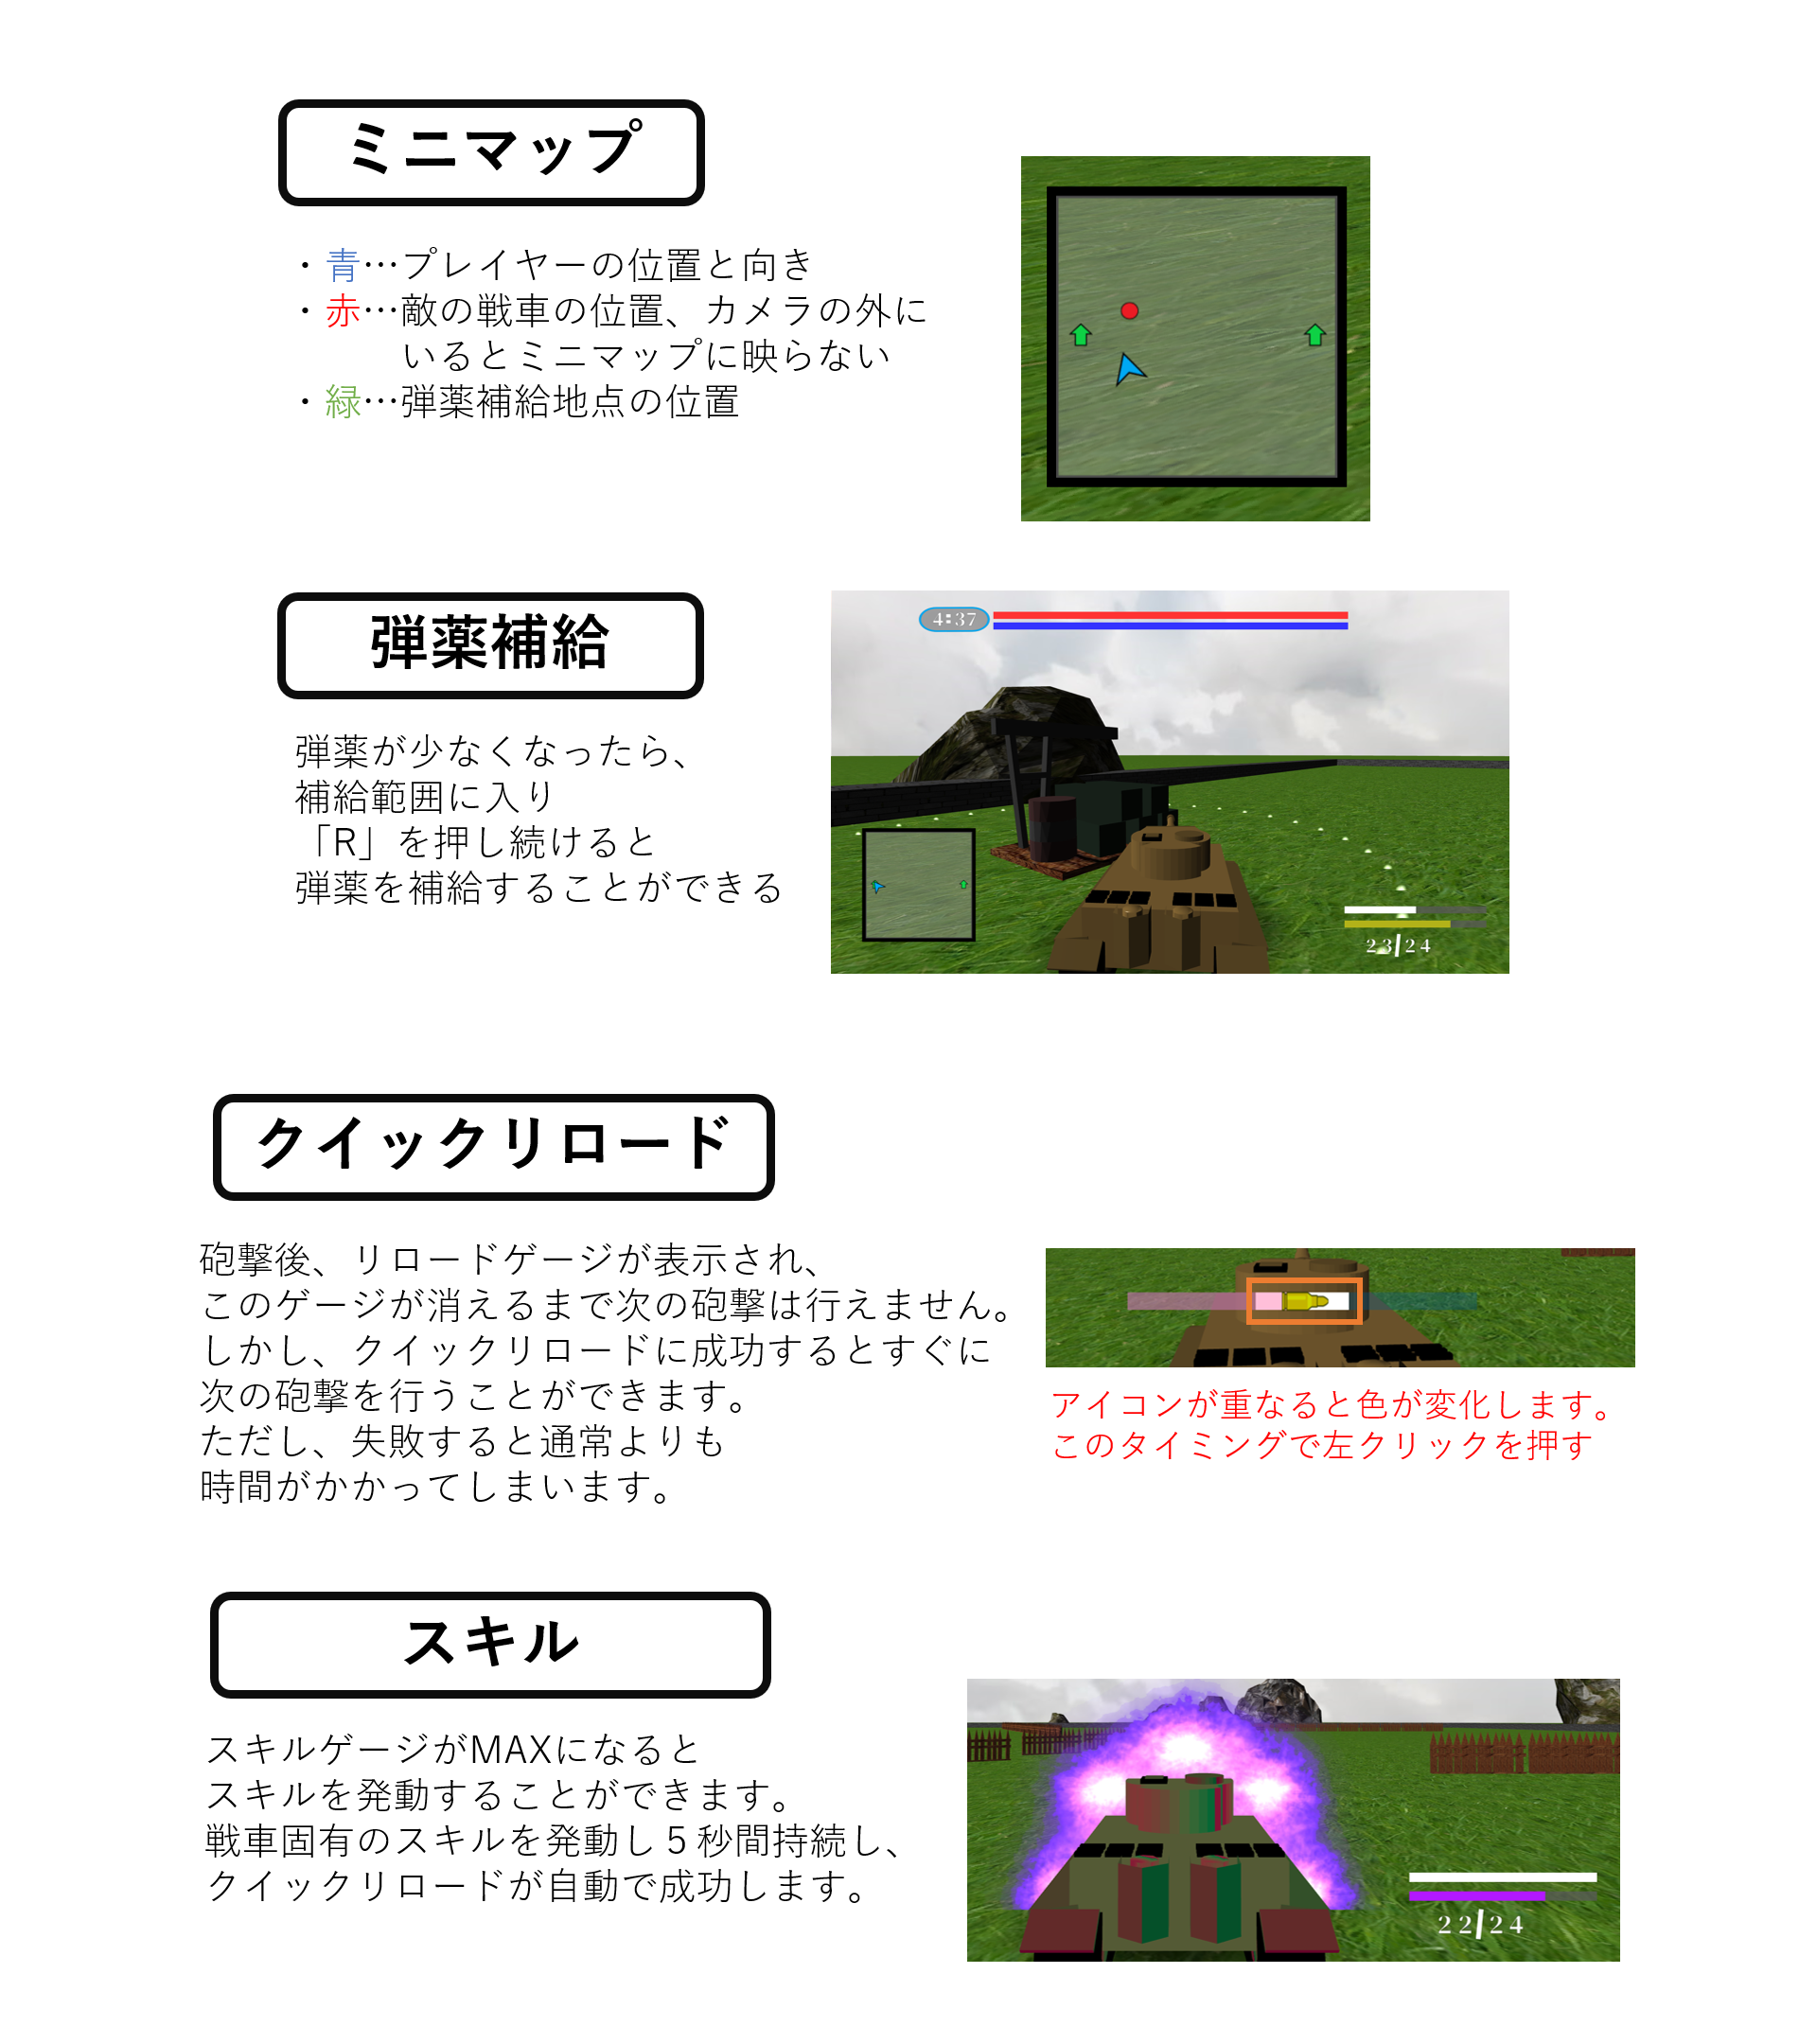 ミニマップ
・青…プレイヤーの位置と向き
・赤…敵の戦車の位置、カメラの外に
いるとミニマップに映らない
・緑…弾薬補給地点の位置
弾薬補給
弾薬が少なくなったら、
補給範囲に入り
「R」を押し続けると
弾薬を補給することができる
4:37
23/24
クイックリロード
砲撃後、リロードゲージが表示され、
このゲージが消えるまで次の砲撃は行えません。
しかし、クイックリロードに成功するとすぐに
次の砲撃を行うことができます。
ただし、失敗すると通常よりも
時間がかかってしまいます。
アイコンが重なると色が変化します。
このタイミングで左クリックを押す
スキル
スキルゲージがMAXになると
スキルを発動することができます。
戦車固有のスキルを発動し5秒間持続し、
クイックリロードが自動で成功します。
22/24